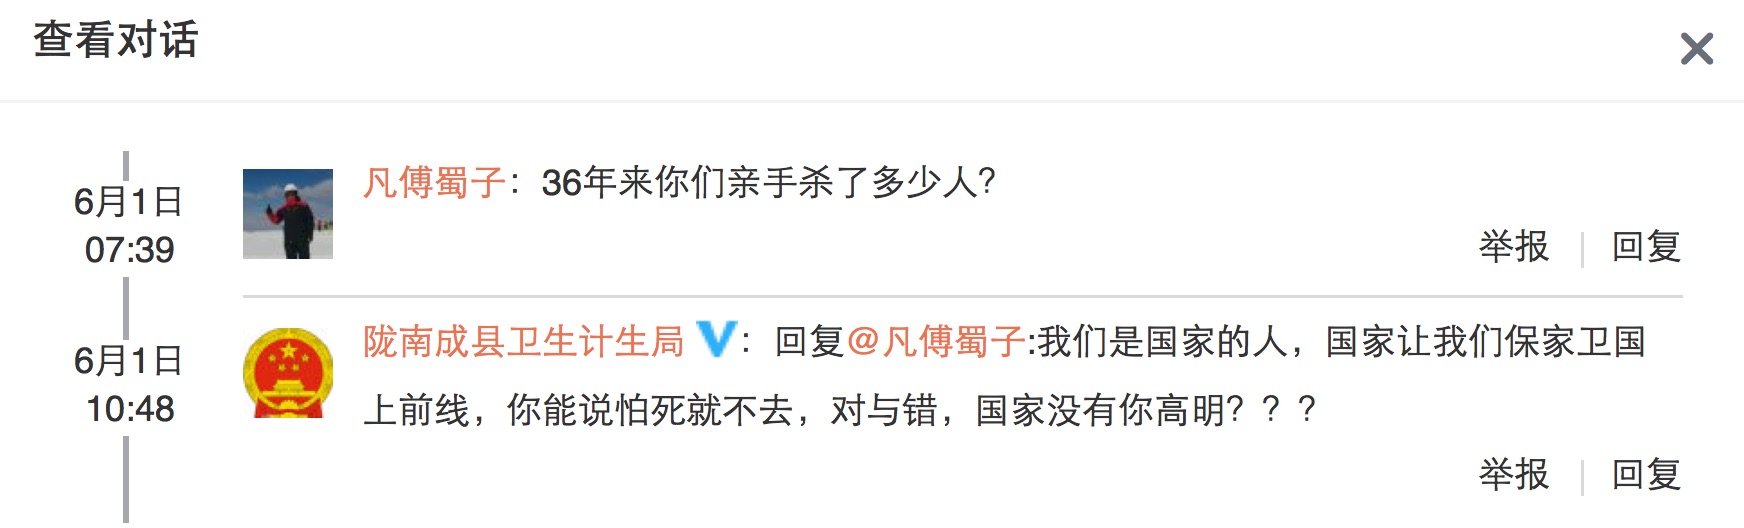 查看对话
6月1日
07:39
凡傅蜀子：36年来你们亲手杀了多少人？
举报 | 回复
6月1日
10:48
陇南成县卫生计生局 V：回复@凡傅蜀子:我们是国家的人，国家让我们保家卫国
上前线，你能说怕死就不去，对与错，国家没有你高明？？？
举报 | 回复